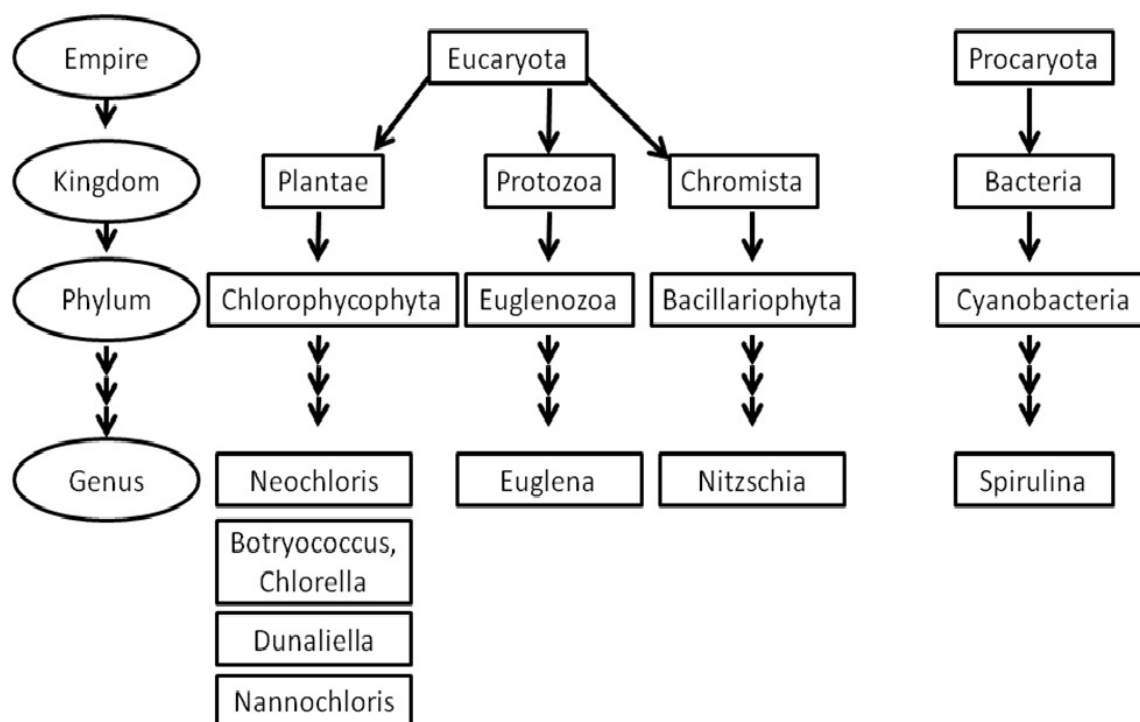 Empire
Eucaryota
Procaryota
Kingdom
Plantae
Protozoa
Chromista
Bacteria
Phylum
Chlorophycophyta
Euglenozoa
Bacillariophyta
Cyanobacteria
Genus
Neochloris
Euglena
Nitzschia
Spirulina
Botryococcus,
Chlorella
Dunaliella
Nannochloris